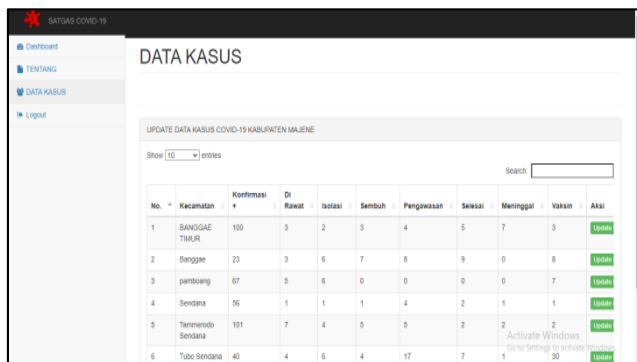 SATGAS COVID-19
Dashboard
TENTANG
DATA KASUS
Logout
DATA KASUS
UPDATE DATA KASUS COVID-19 KABUPATEN MAJENE
Show 10 entries
Search:
No. Kecamatan Konfirmasi + Di Rawat Isolasi Sembuh Pengawasan Selesai Meninggal Vaksin Aksi
1 BANGGAE TIMUR 100 3 2 3 4 5 7 3 Update
2 Banggae 23 3 6 7 8 9 0 8 Update
3 pamboang 67 5 6 0 0 0 0 7 Update
4 Sendana 56 1 1 1 4 2 1 1 Update
5 Tammerodo Sendana 101 7 4 5 5 2 2 2 Update
6 Tubo Sendana 40 4 6 4 17 7 1 30 Update
Activate Windows
Go to Settings to activate Windows.